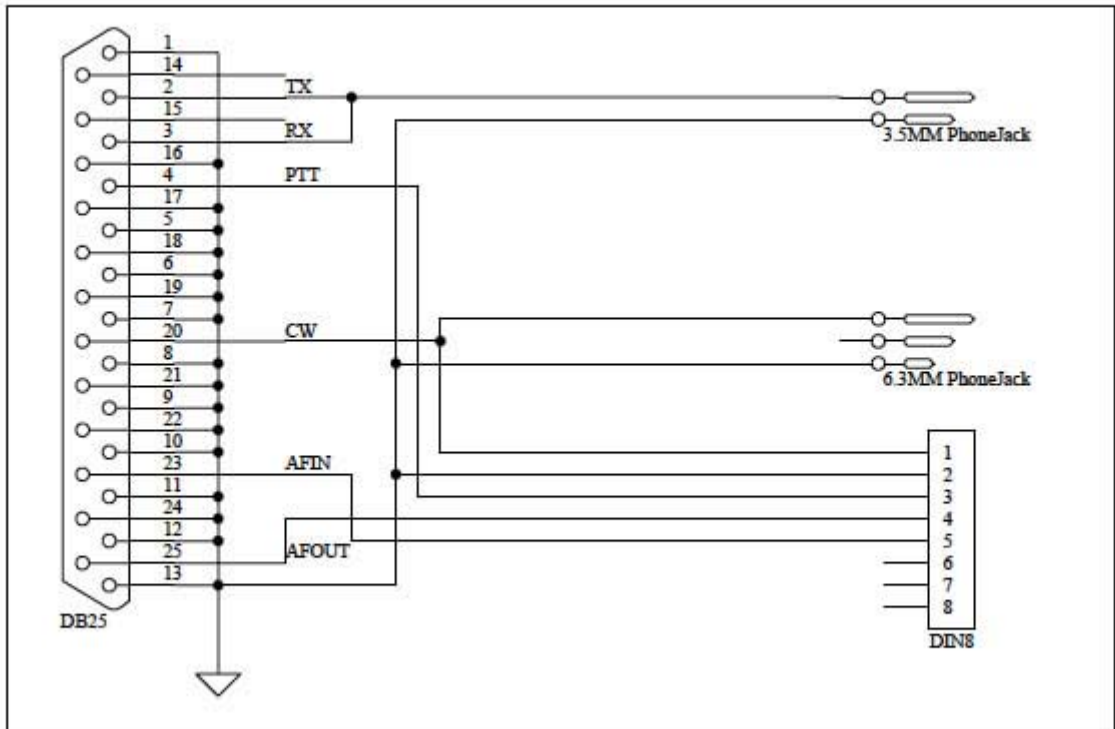 1
14
2 TX
15
3 RX
16
4 PTT
17
5
18
6
19
7
20 CW
8
21
9
22
10
23 AFIN
11
24
12
25 AFOUT
13
DB25
3.5MM PhoneJack
6.3MM PhoneJack
1
2
3
4
5
6
7
8
DIN8